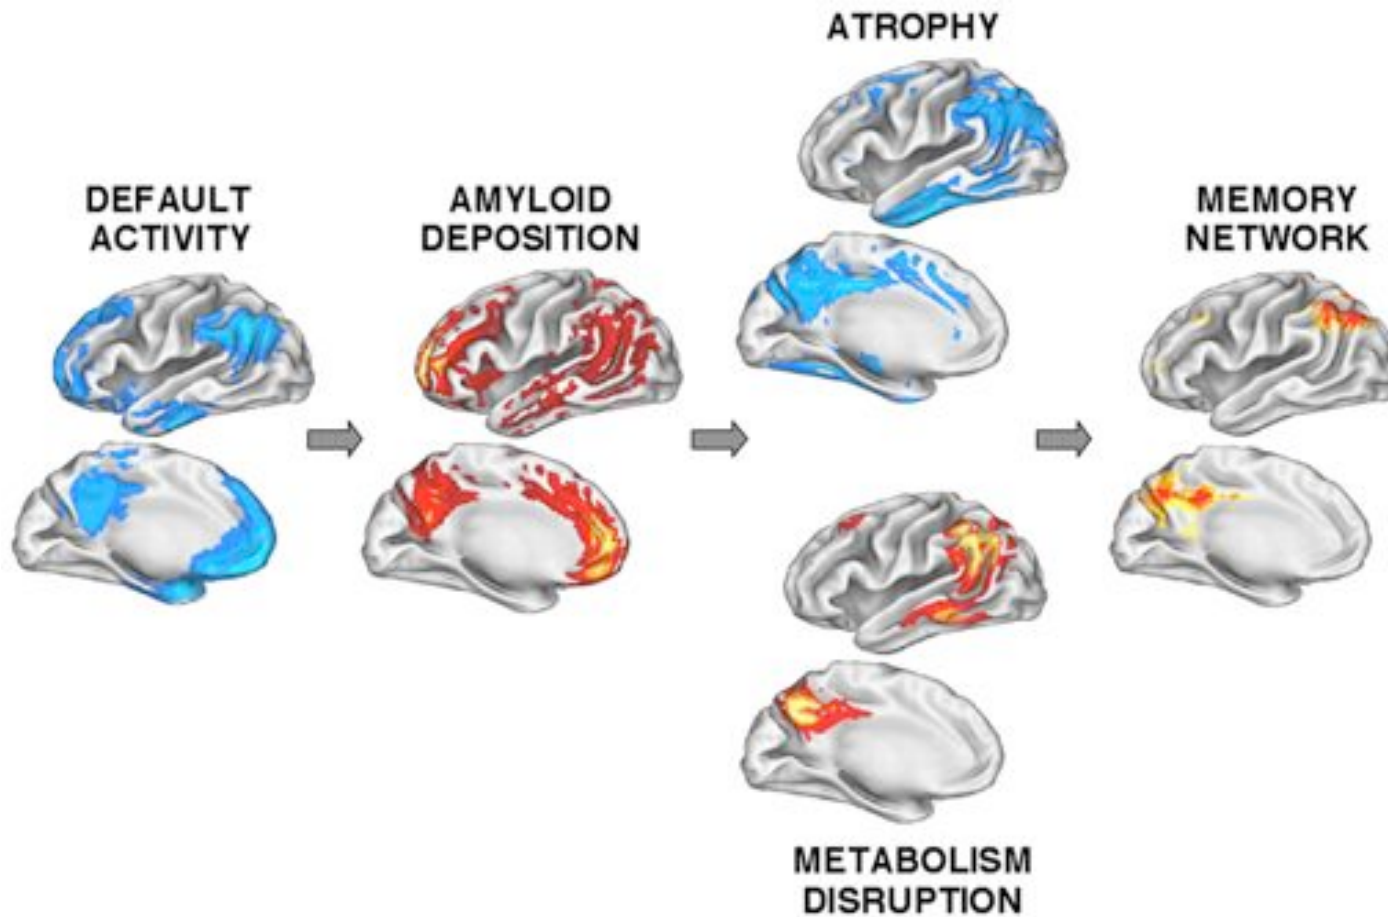 DEFAULT
ACTIVITY
AMYLOID
DEPOSITION
ATROPHY
METABOLISM
DISRUPTION
MEMORY
NETWORK